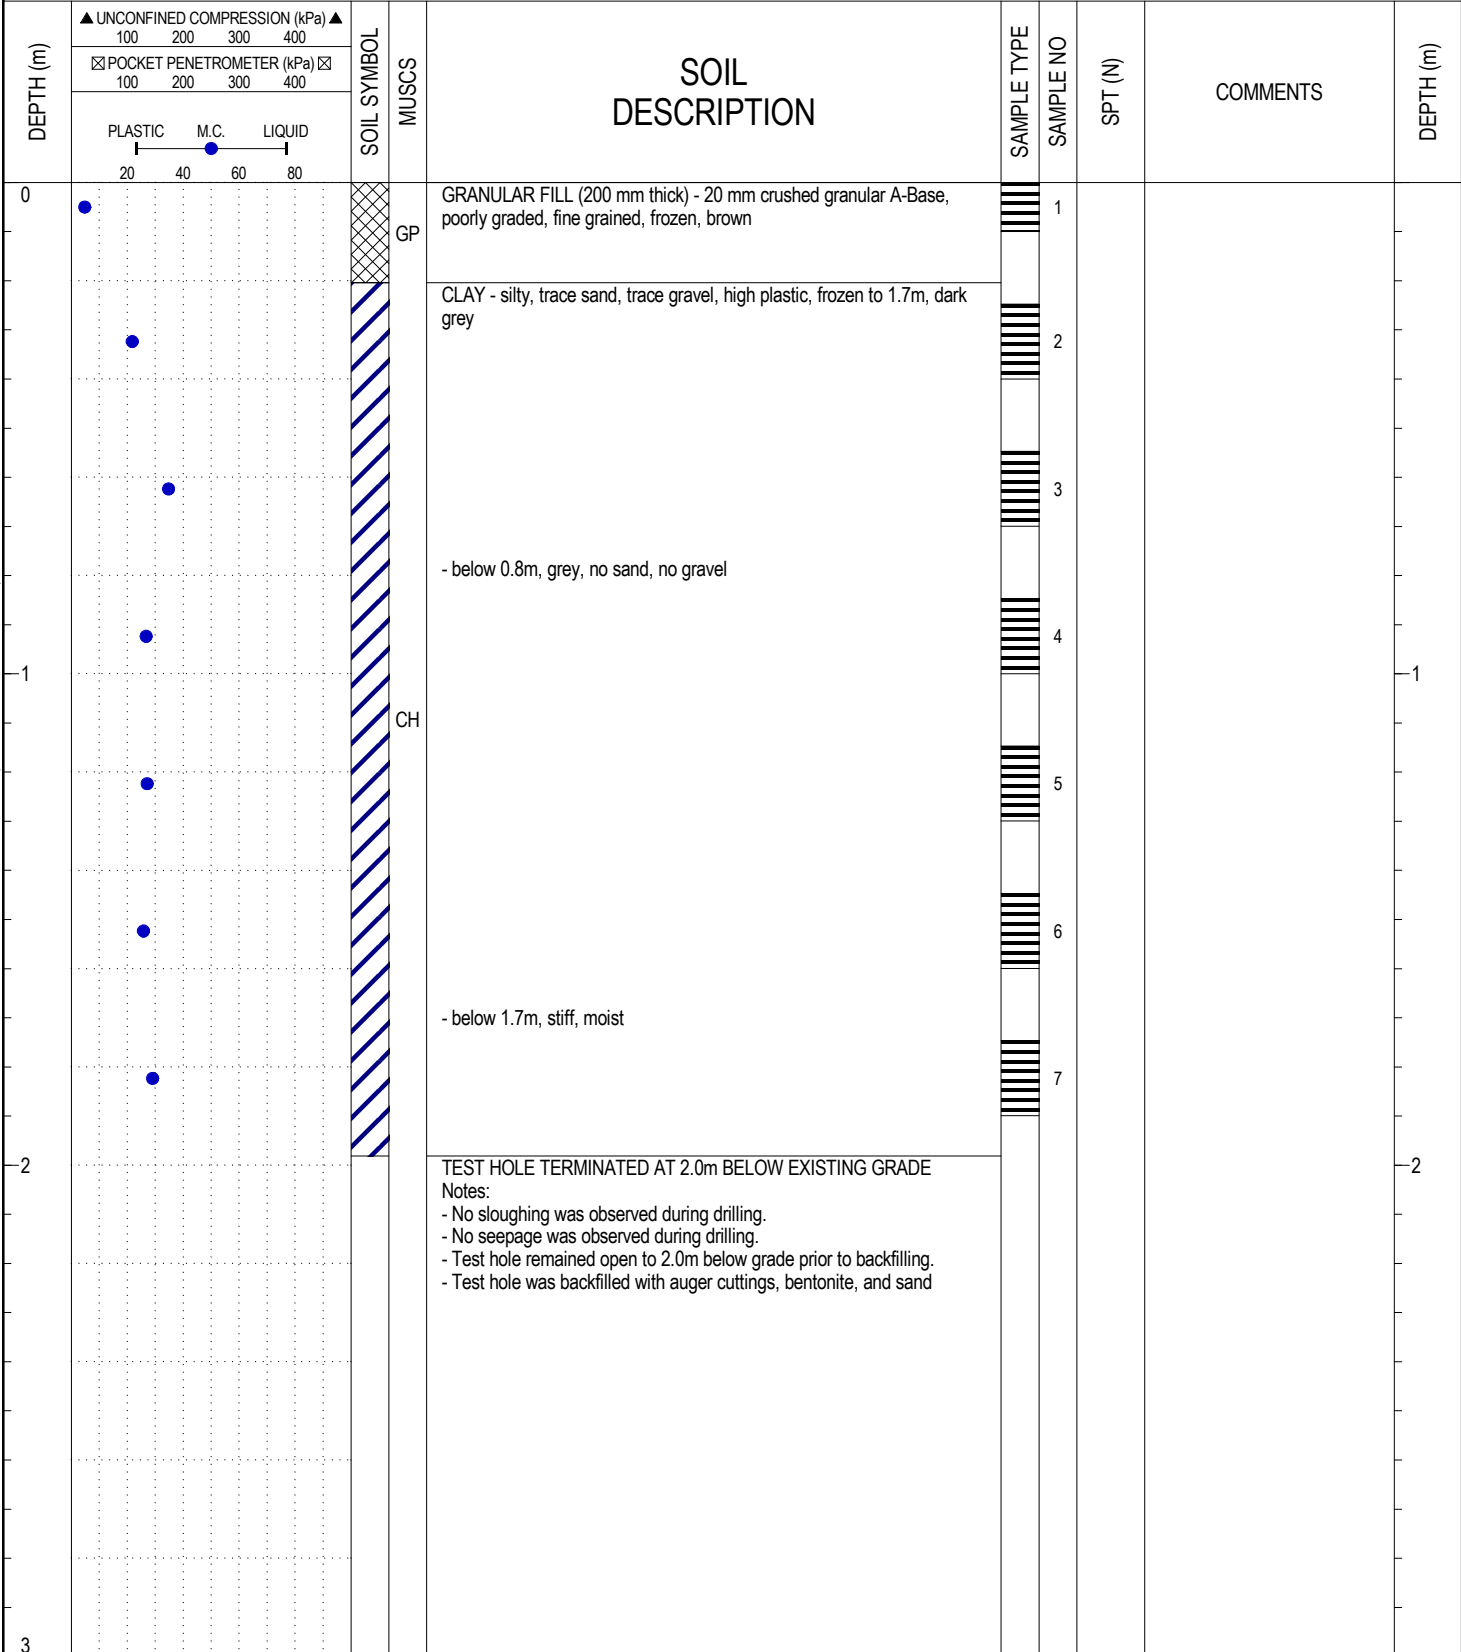 DEPTH (m)
▲ UNCONFINED COMPRESSION (kPa) ▲
100 200 300 400
☒ POCKET PENETROMETER (kPa) ☒
100 200 300 400
PLASTIC M.C. LIQUID
20 40 60 80
SOIL SYMBOL
MUSCS
SOIL
DESCRIPTION
SAMPLE TYPE
SAMPLE NO
SPT (N)
COMMENTS
DEPTH (m)
0
GRANULAR FILL (200 mm thick) - 20 mm crushed granular A-Base,
poorly graded, fine grained, frozen, brown
1
GP
CLAY - silty, trace sand, trace gravel, high plastic, frozen to 1.7m, dark
grey
2
3
- below 0.8m, grey, no sand, no gravel
4
1
1
CH
5
6
- below 1.7m, stiff, moist
7
2
TEST HOLE TERMINATED AT 2.0m BELOW EXISTING GRADE
2
Notes:
- No sloughing was observed during drilling.
- No seepage was observed during drilling.
- Test hole remained open to 2.0m below grade prior to backfilling.
- Test hole was backfilled with auger cuttings, bentonite, and sand
3